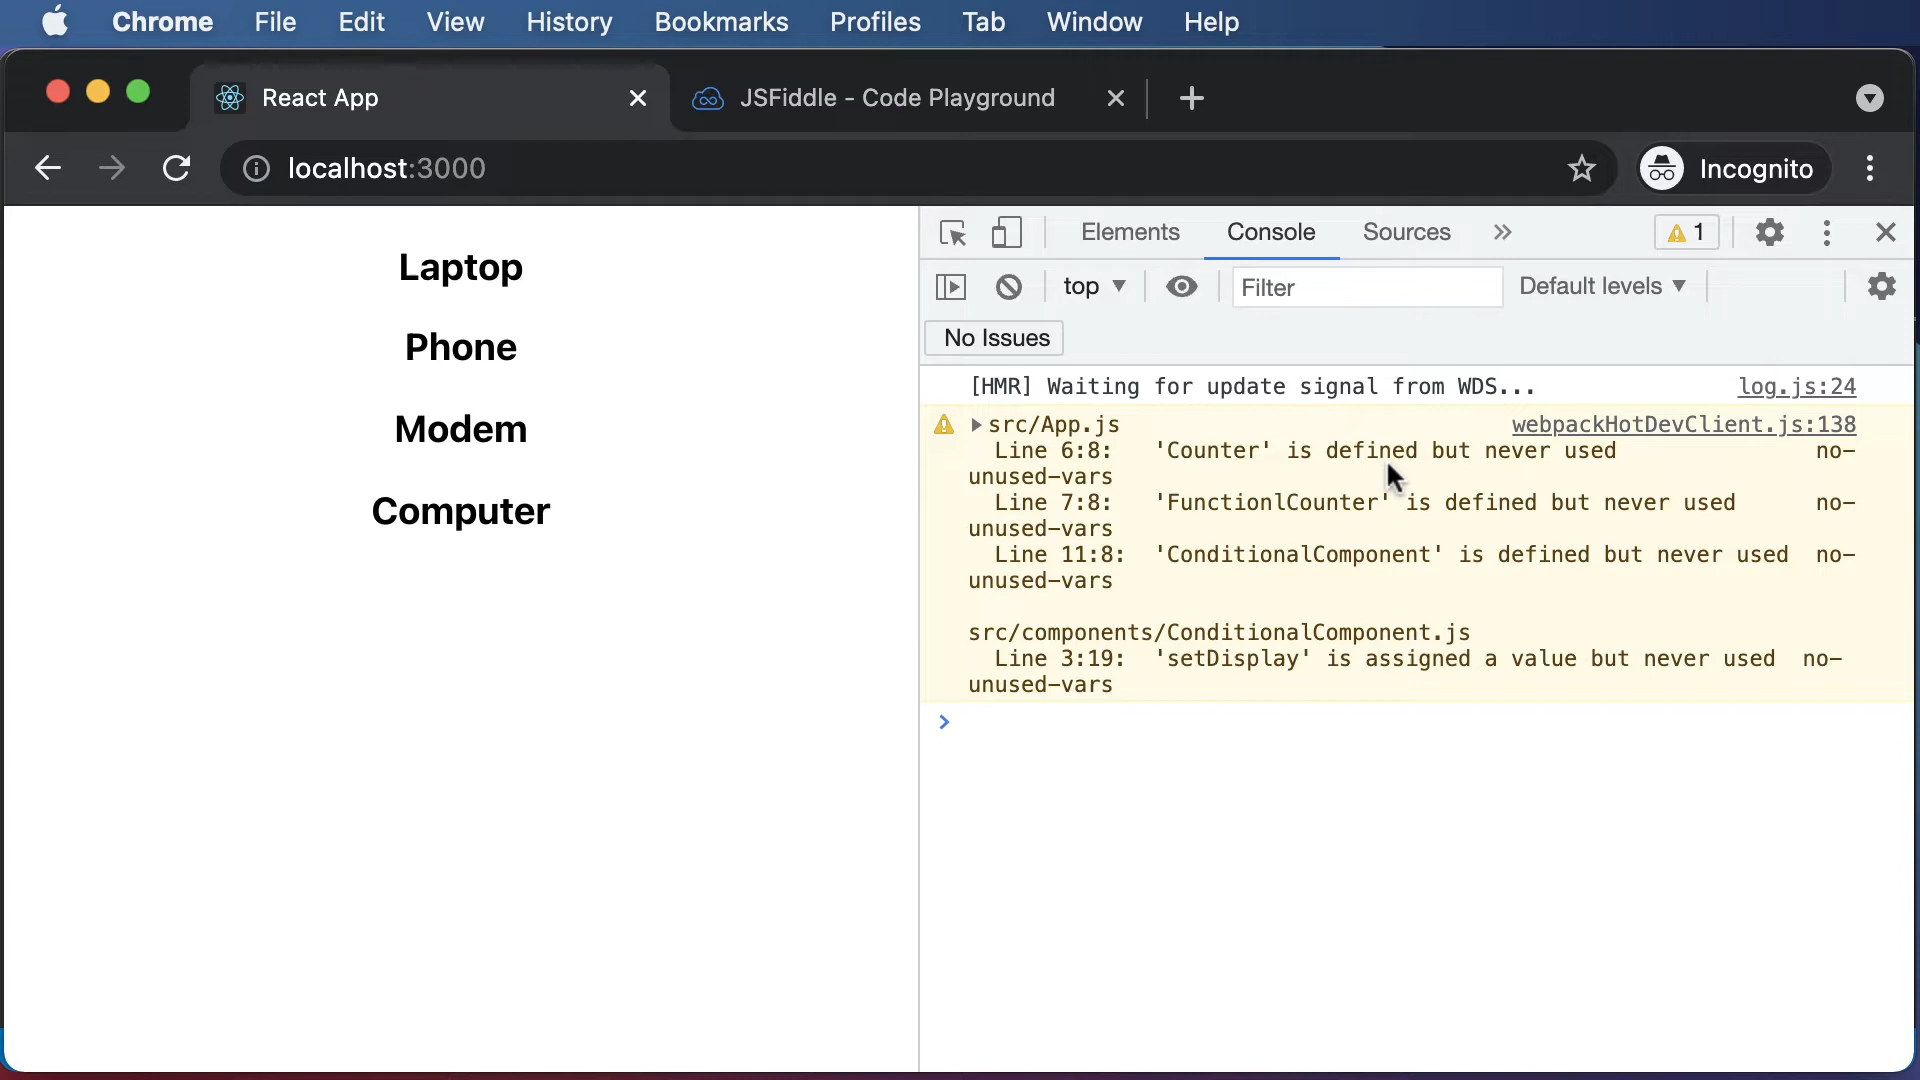 Chrome File Edit View History Bookmarks Profiles Tab Window Help
React App
JSFiddle - Code Playground
localhost:3000
Incognito
Laptop
Phone
Modem
Computer
Elements Console Sources
1
top
Filter
Default levels
No Issues
[HMR] Waiting for update signal from WDS... log.js:24
src/App.js webpackHotDevClient.js:138
Line 6:8: 'Counter' is defined but never used no-
unused-vars
Line 7:8: 'FunctionlCounter' is defined but never used no-
unused-vars
Line 11:8: 'ConditionalComponent' is defined but never used no-
unused-vars
src/components/ConditionalComponent.js
Line 3:19: 'setDisplay' is assigned a value but never used no-
unused-vars